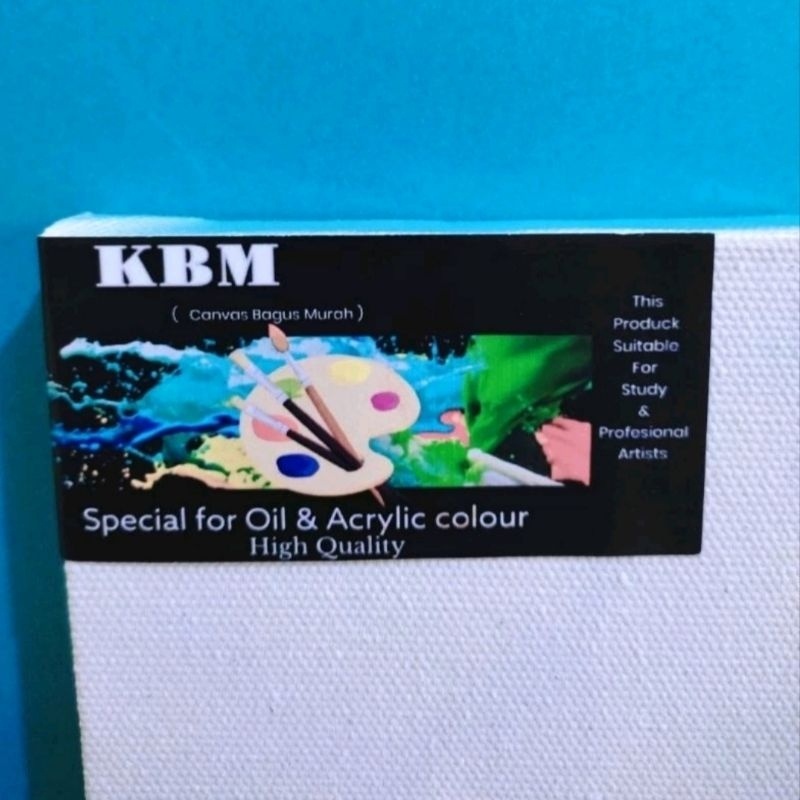 KBM
( Canvas Bagus Murah )
This
Produck
Suitable
For
Study
&
Profesional
Artists
Special for Oil & Acrylic colour
High Quality